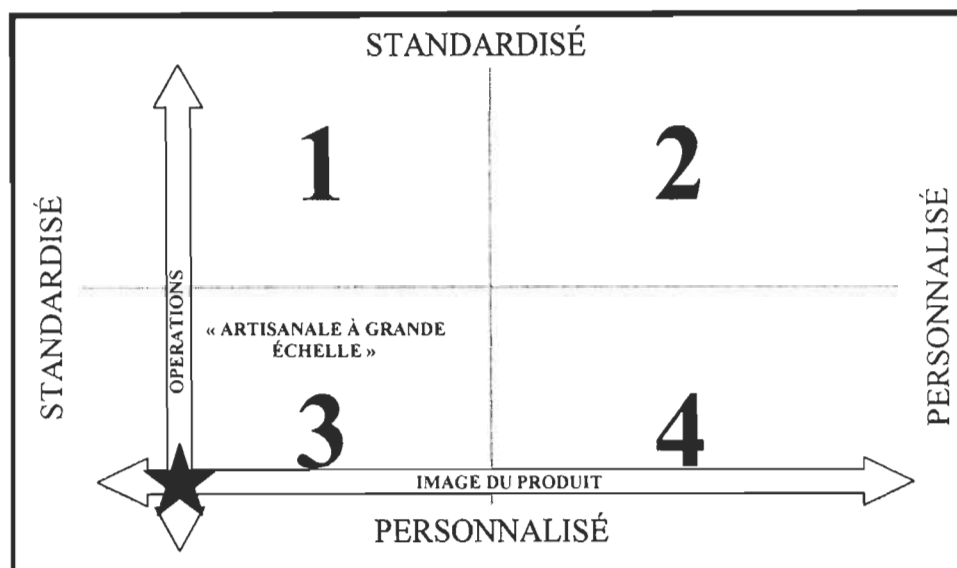 STANDARDISÉ
1
2
STANDARDISÉ
OPERATIONS
PERSONNALISÉ
« ARTISANALE À GRANDE
ÉCHELLE »
3
4
IMAGE DU PRODUIT
PERSONNALISÉ